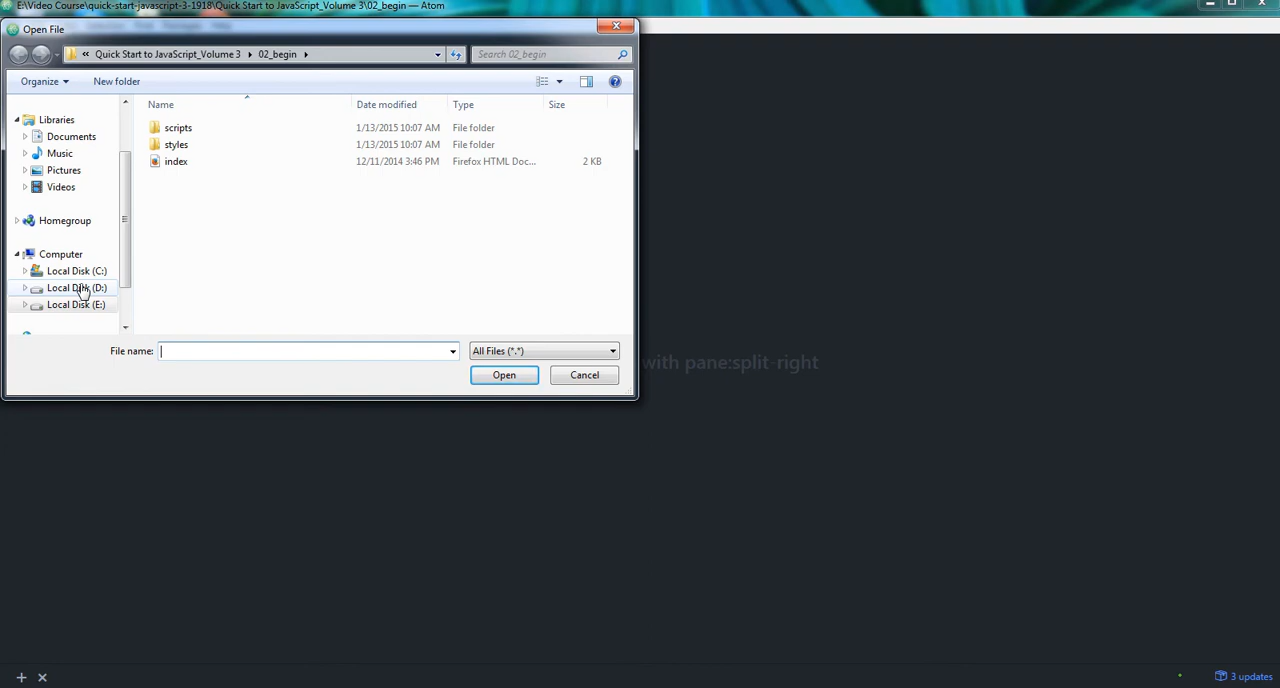 E:\Video Course\quick-start-javascript-3-1918\Quick Start to JavaScript_Volume 3\02_begin — Atom
Open File
« Quick Start to JavaScript_Volume 3 02_begin
Search 02_begin
Organize New folder
Name Date modified Type Size
Libraries
Documents
Music
Pictures
Videos
Homegroup
Computer
Local Disk (C:)
Local Disk (D:)
Local Disk (E:)
scripts 1/13/2015 10:07 AM File folder
styles 1/13/2015 10:07 AM File folder
index 12/11/2014 3:46 PM Firefox HTML Doc... 2 KB
File name: All Files (*.*)
Open Cancel
with pane:split-right
3 updates